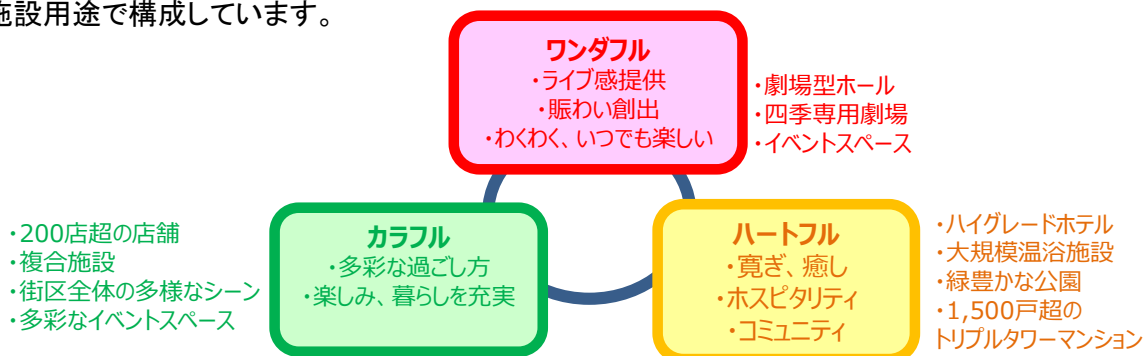 施設用途で構成しています。
ワンダフル
・ライブ感提供
・賑わい創出
・わくわく、いつでも楽しい
・劇場型ホール
・四季専用劇場
・イベントスペース
・200店超の店舗
・複合施設
・街区全体の多様なシーン
・多彩なイベントスペース
カラフル
・多彩な過ごし方
・楽しみ、暮らしを充実
ハートフル
・寛ぎ、癒し
・ホスピタリティ
・コミュニティ
・ハイグレードホテル
・大規模温浴施設
・緑豊かな公園
・1,500戸超の
トリプルタワーマンション